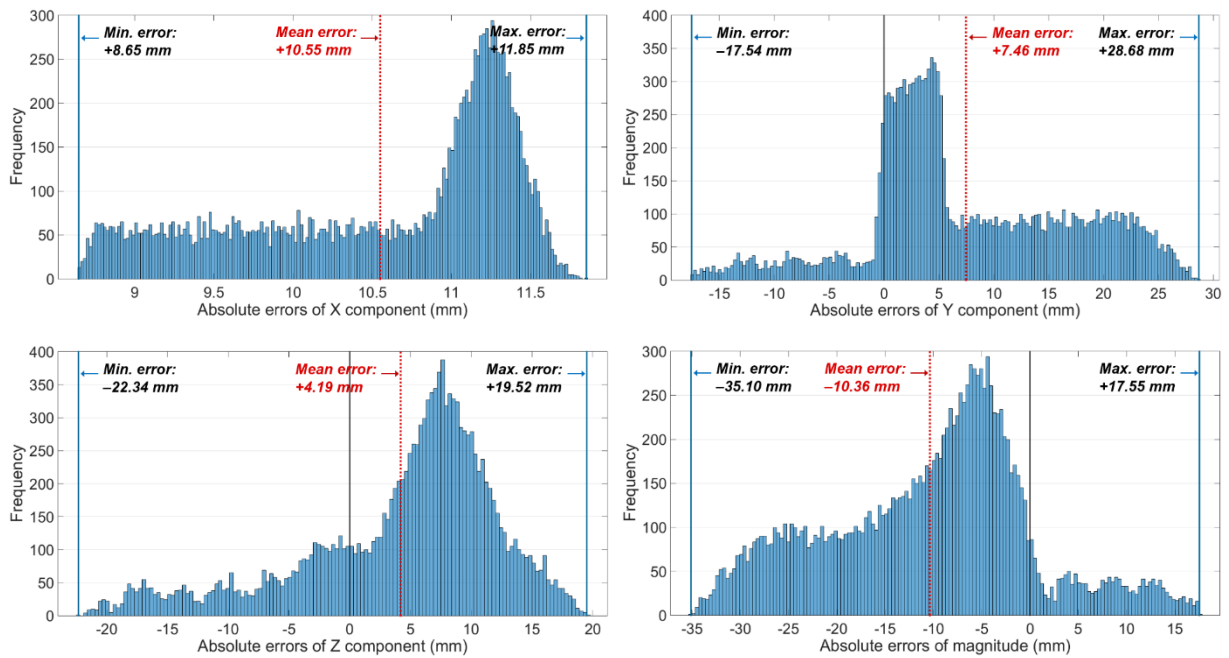 Min. error:
+8.65 mm
Mean error:
+10.55 mm
Max. error:
+11.85 mm
300
250
200
150
100
50
0
Frequency
9
9.5
10
10.5
11
11.5
Absolute errors of X component (mm)
Min. error:
–17.54 mm
Mean error:
+7.46 mm
Max. error:
+28.68 mm
400
350
300
250
200
150
100
50
0
Frequency
-15
-10
-5
0
5
10
15
20
25
30
Absolute errors of Y component (mm)
Min. error:
–22.34 mm
Mean error:
+4.19 mm
Max. error:
+19.52 mm
400
350
300
250
200
150
100
50
0
Frequency
-20
-15
-10
-5
0
5
10
15
20
Absolute errors of Z component (mm)
Min. error:
–35.10 mm
Mean error:
–10.36 mm
Max. error:
+17.55 mm
300
250
200
150
100
50
0
Frequency
-35
-30
-25
-20
-15
-10
-5
0
5
10
15
Absolute errors of magnitude (mm)